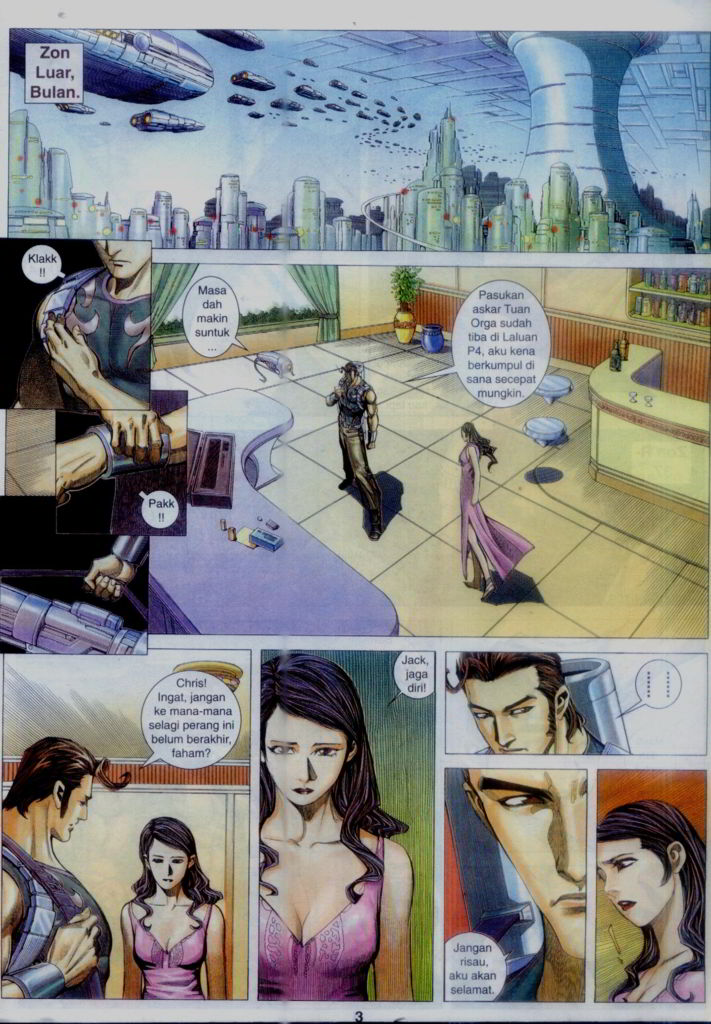 Zon
Luar,
Bulan.
Klakk
!!
Masa
dah
makin
suntuk
...
Pasukan
askar Tuan
Orga sudah
tiba di Laluan
P4, aku kena
berkumpul di
sana secepat
mungkin.
Pakk
!!
Chris!
Ingat, jangan
ke mana-mana
selagi perang ini
belum berakhir,
faham?
Jack,
jaga
diri!
!!
Jangan
risau,
aku akan
selamat.
3